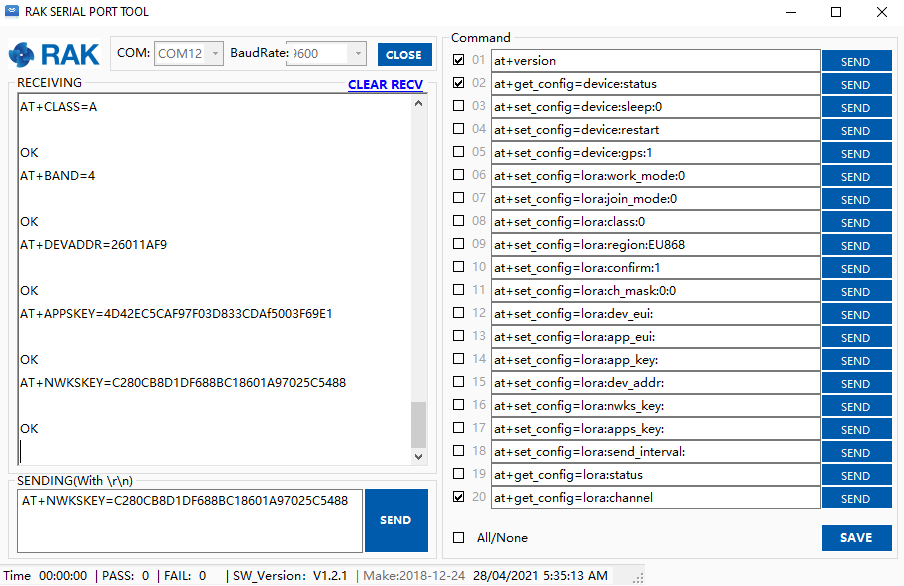 RAK SERIAL PORT TOOL
RAK
COM: COM12 BaudRate: 9600 CLOSE
RECEIVING CLEAR RECV
AT+CLASS=A
OK
AT+BAND=4
OK
AT+DEVADDR=26011AF9
OK
AT+APPSKEY=4D42EC5CAF97F03D833CDAf5003F69E1
OK
AT+NWKSKEY=C280CB8D1DF688BC18601A97025C5488
OK
SENDING(With \r\n)
AT+NWKSKEY=C280CB8D1DF688BC18601A97025C5488
SEND
Command
01 at+version SEND
02 at+get_config=device:status SEND
03 at+set_config=device:sleep:0 SEND
04 at+set_config=device:restart SEND
05 at+set_config=device:gps:1 SEND
06 at+set_config=lora:work_mode:0 SEND
07 at+set_config=lora:join_mode:0 SEND
08 at+set_config=lora:class:0 SEND
09 at+set_config=lora:region:EU868 SEND
10 at+set_config=lora:confirm:1 SEND
11 at+set_config=lora:ch_mask:0:0 SEND
12 at+set_config=lora:dev_eui: SEND
13 at+set_config=lora:app_eui: SEND
14 at+set_config=lora:app_key: SEND
15 at+set_config=lora:dev_addr: SEND
16 at+set_config=lora:nwks_key: SEND
17 at+set_config=lora:apps_key: SEND
18 at+set_config=lora:send_interval: SEND
19 at+get_config=lora:status SEND
20 at+get_config=lora:channel SEND
All/None SAVE
Time 00:00:00 | PASS: 0 | FAIL: 0 | SW_Version: V1.2.1 | Make:2018-12-24 28/04/2021 5:35:13 AM